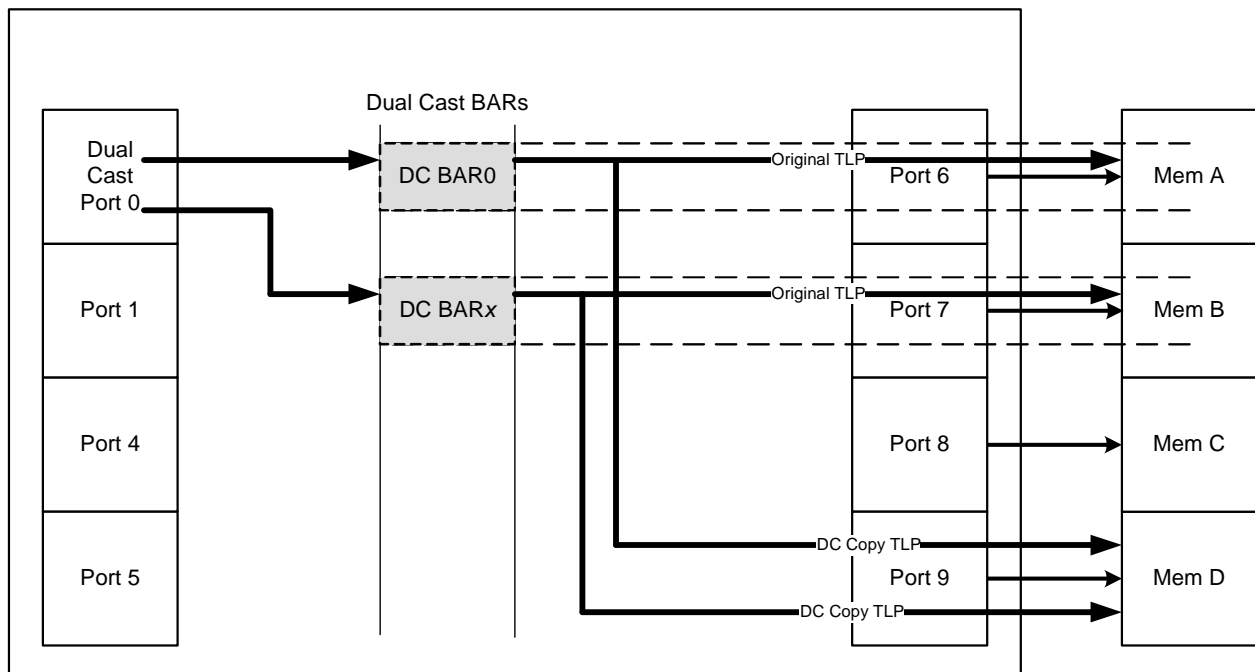 Dual Cast BARs
Dual
Cast
Port 0
DC BAR0
Original TLP
Port 6
Mem A
Port 1
DC BARx
Original TLP
Port 7
Mem B
Port 4
Port 8
Mem C
DC Copy TLP
Port 5
Port 9
Mem D
DC Copy TLP